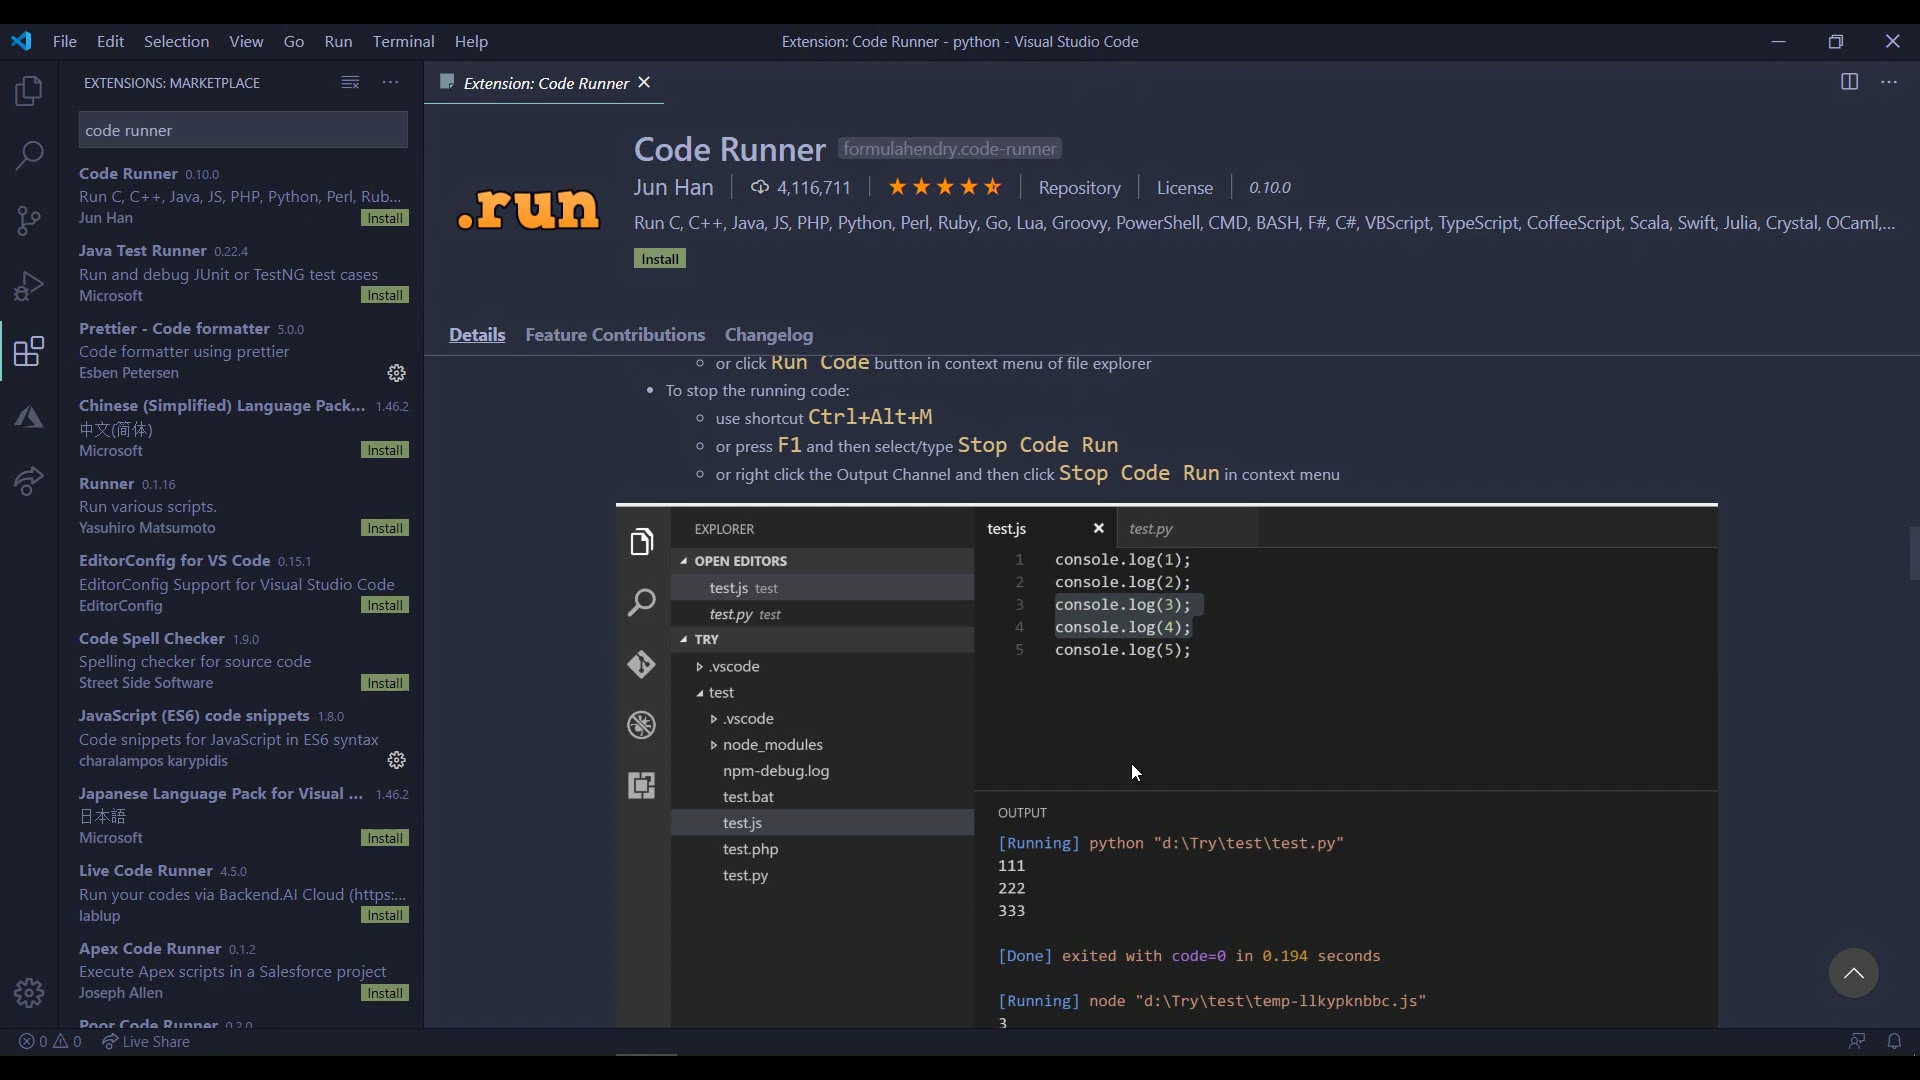 File Edit Selection View Go Run Terminal Help
Extension: Code Runner - python - Visual Studio Code
EXTENSIONS: MARKETPLACE
code runner
Code Runner 0.10.0
Run C, C++, Java, JS, PHP, Python, Perl, Rub...
Jun Han Install
Java Test Runner 0.22.4
Run and debug JUnit or TestNG test cases
Microsoft Install
Prettier - Code formatter 5.0.0
Code formatter using prettier
Esben Petersen
Chinese (Simplified) Language Pack... 1.46.2
中文(简体)
Microsoft Install
Runner 0.1.16
Run various scripts.
Yasuhiro Matsumoto Install
EditorConfig for VS Code 0.15.1
EditorConfig Support for Visual Studio Code
EditorConfig Install
Code Spell Checker 1.9.0
Spelling checker for source code
Street Side Software Install
JavaScript (ES6) code snippets 1.8.0
Code snippets for JavaScript in ES6 syntax
charalampos karypidis
Japanese Language Pack for Visual ... 1.46.2
日本語
Microsoft Install
Live Code Runner 4.5.0
Run your codes via Backend.AI Cloud (https:...
lablup Install
Apex Code Runner 0.1.2
Execute Apex scripts in a Salesforce project
Joseph Allen Install
Poor Code Runner 0.2.0
Extension: Code Runner
.run
Code Runner formulahendry.code-runner
Jun Han 4,116,711 Repository License 0.10.0
Run C, C++, Java, JS, PHP, Python, Perl, Ruby, Go, Lua, Groovy, PowerShell, CMD, BASH, F#, C#, VBScript, TypeScript, CoffeeScript, Scala, Swift, Julia, Crystal, OCaml,...
Install
Details Feature Contributions Changelog
or click Run Code button in context menu of file explorer
To stop the running code:
use shortcut Ctrl+Alt+M
or press F1 and then select/type Stop Code Run
or right click the Output Channel and then click Stop Code Run in context menu
EXPLORER
OPEN EDITORS
test.js test
test.py test
TRY
.vscode
test
.vscode
node_modules
npm-debug.log
test.bat
test.js
test.php
test.py
test.js test.py
1 console.log(1);
2 console.log(2);
3 console.log(3);
4 console.log(4);
5 console.log(5);
OUTPUT
[Running] python "d:\Try\test\test.py"
111
222
333
[Done] exited with code=0 in 0.194 seconds
[Running] node "d:\Try\test\temp-llkypknbbc.js"
3
0 0 Live Share